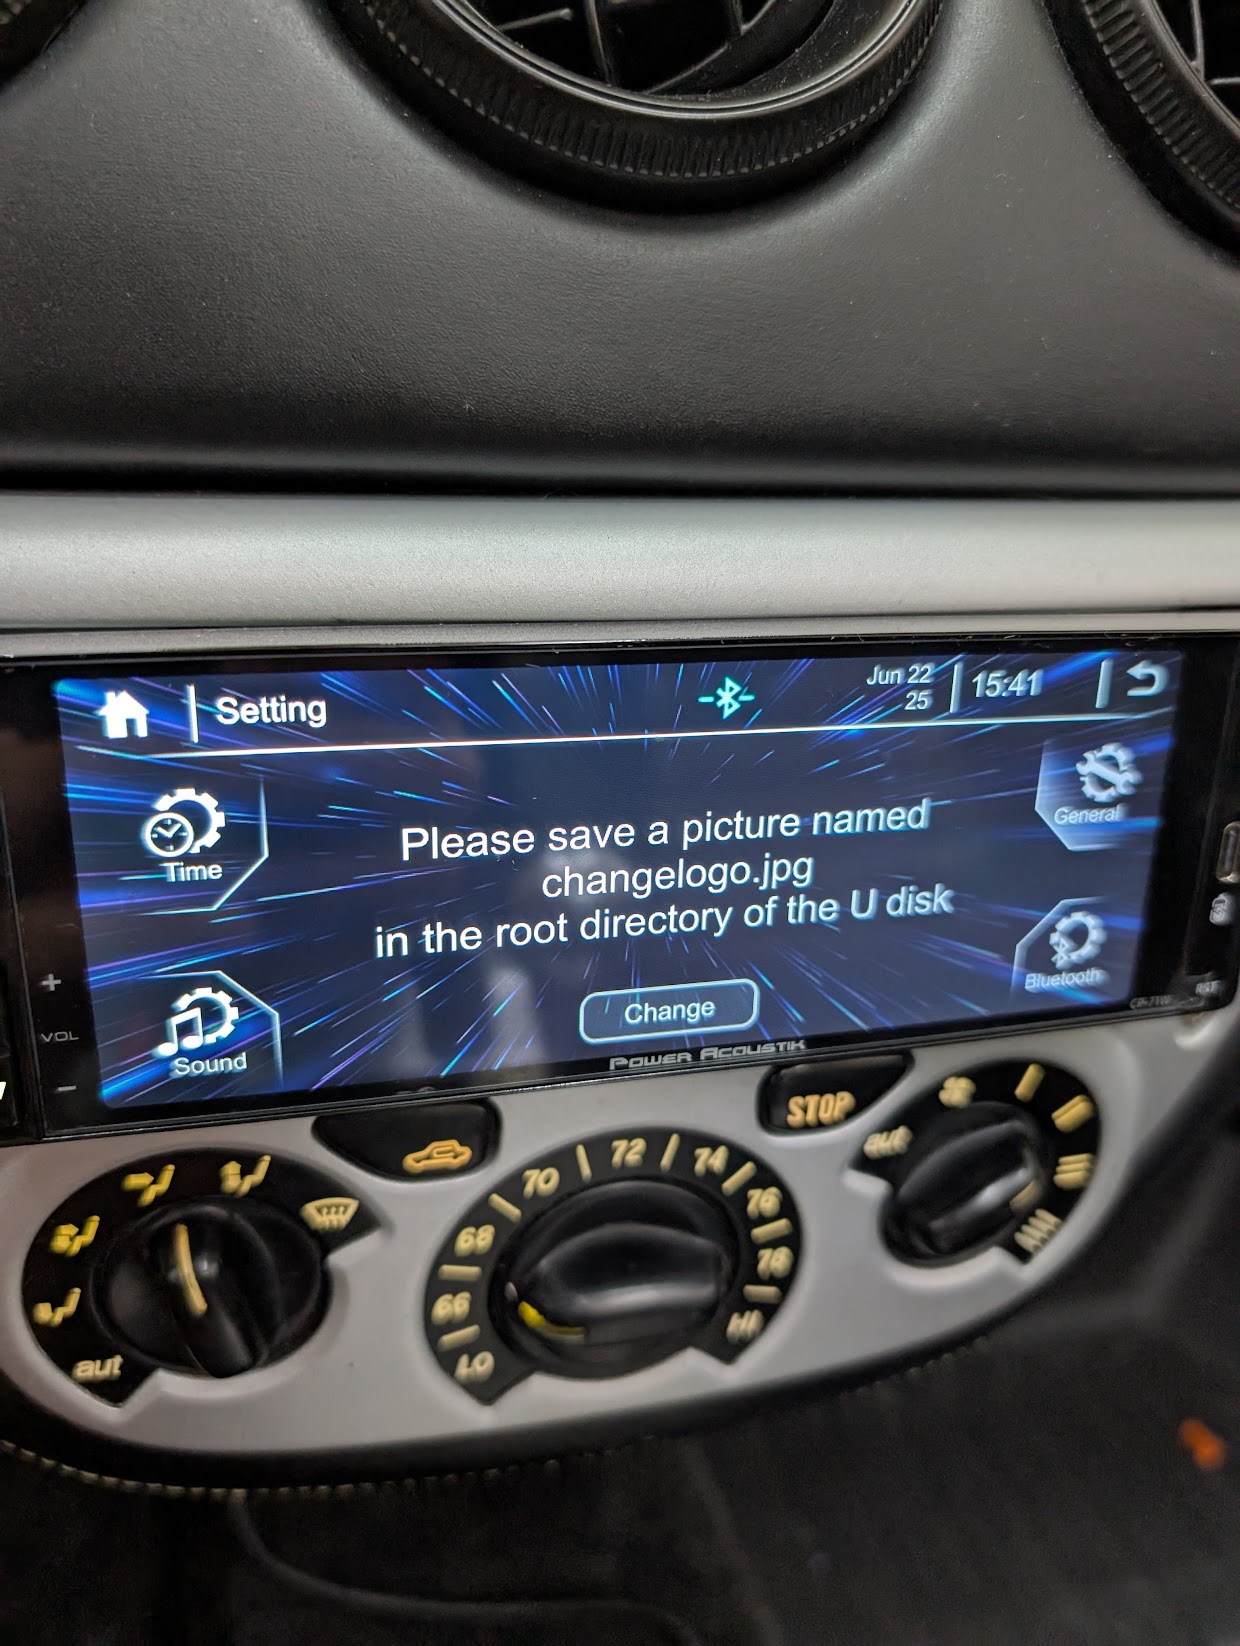 Setting
Jun 22
25
15:41
Time
General
Please save a picture named
changelogo.jpg
in the root directory of the U disk
Sound
Bluetooth
Change
+
VOL
−
RST
POWER ACOUSTIK
STOP
aut
LO
66
68
70
72
74
76
78
HI
aut